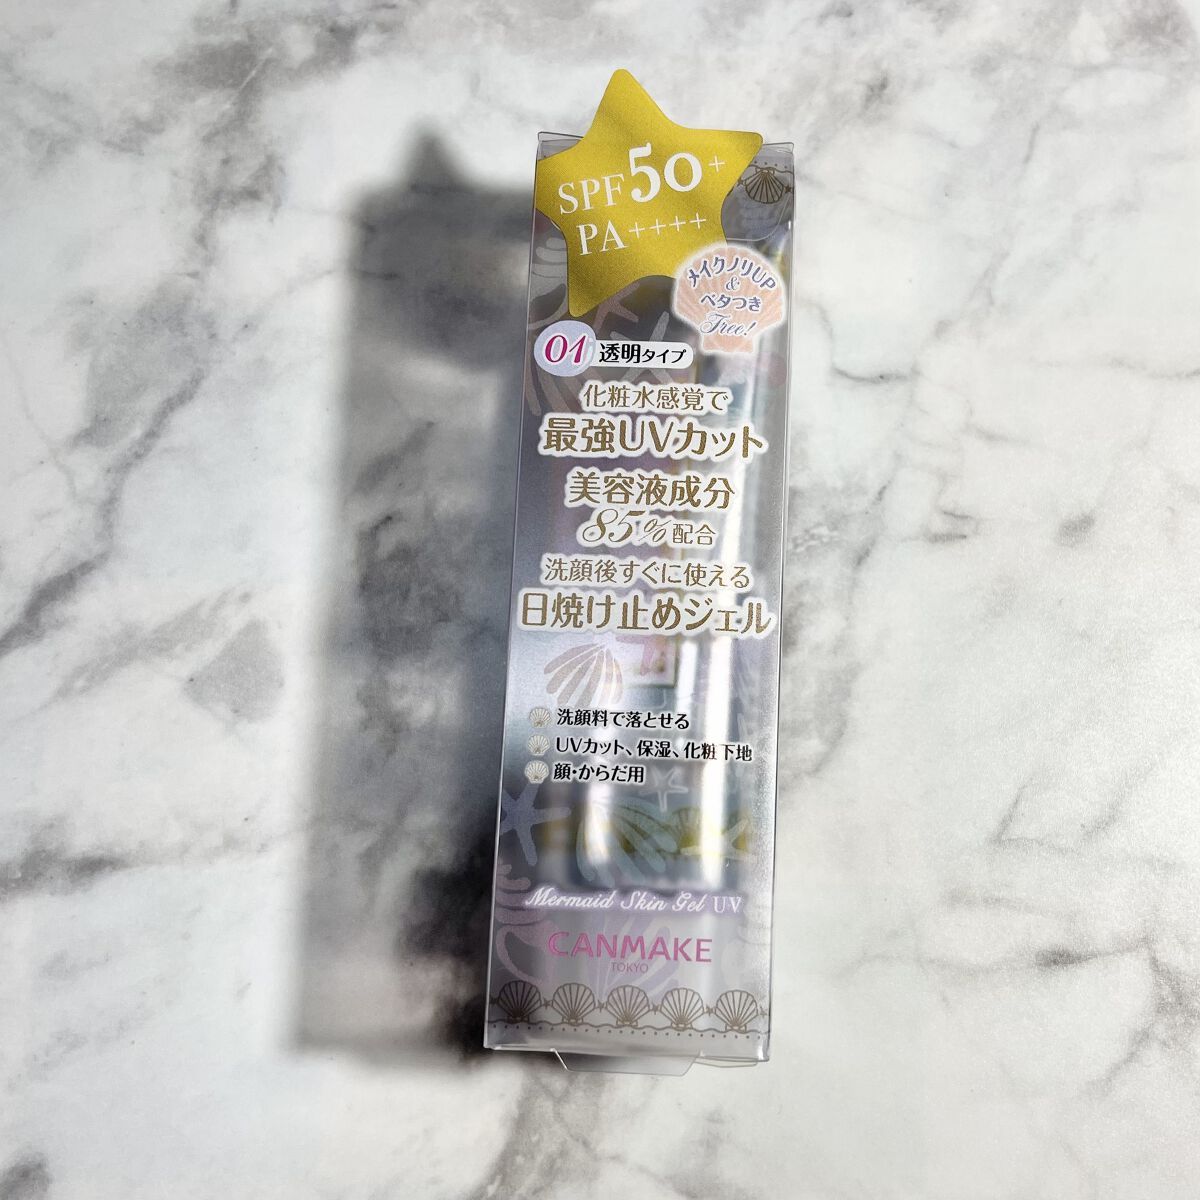 SPF50+
PA++++
メイクノリUP
&
ベタつき
Free!
01 透明タイプ
化粧水感覚で
最強UVカット
美容液成分
85%配合
洗顔後すぐに使える
日焼け止めジェル
洗顔料で落とせる
UVカット、保湿、化粧下地
顔・からだ用
Mermaid Skin Gel UV
CANMAKE
TOKYO